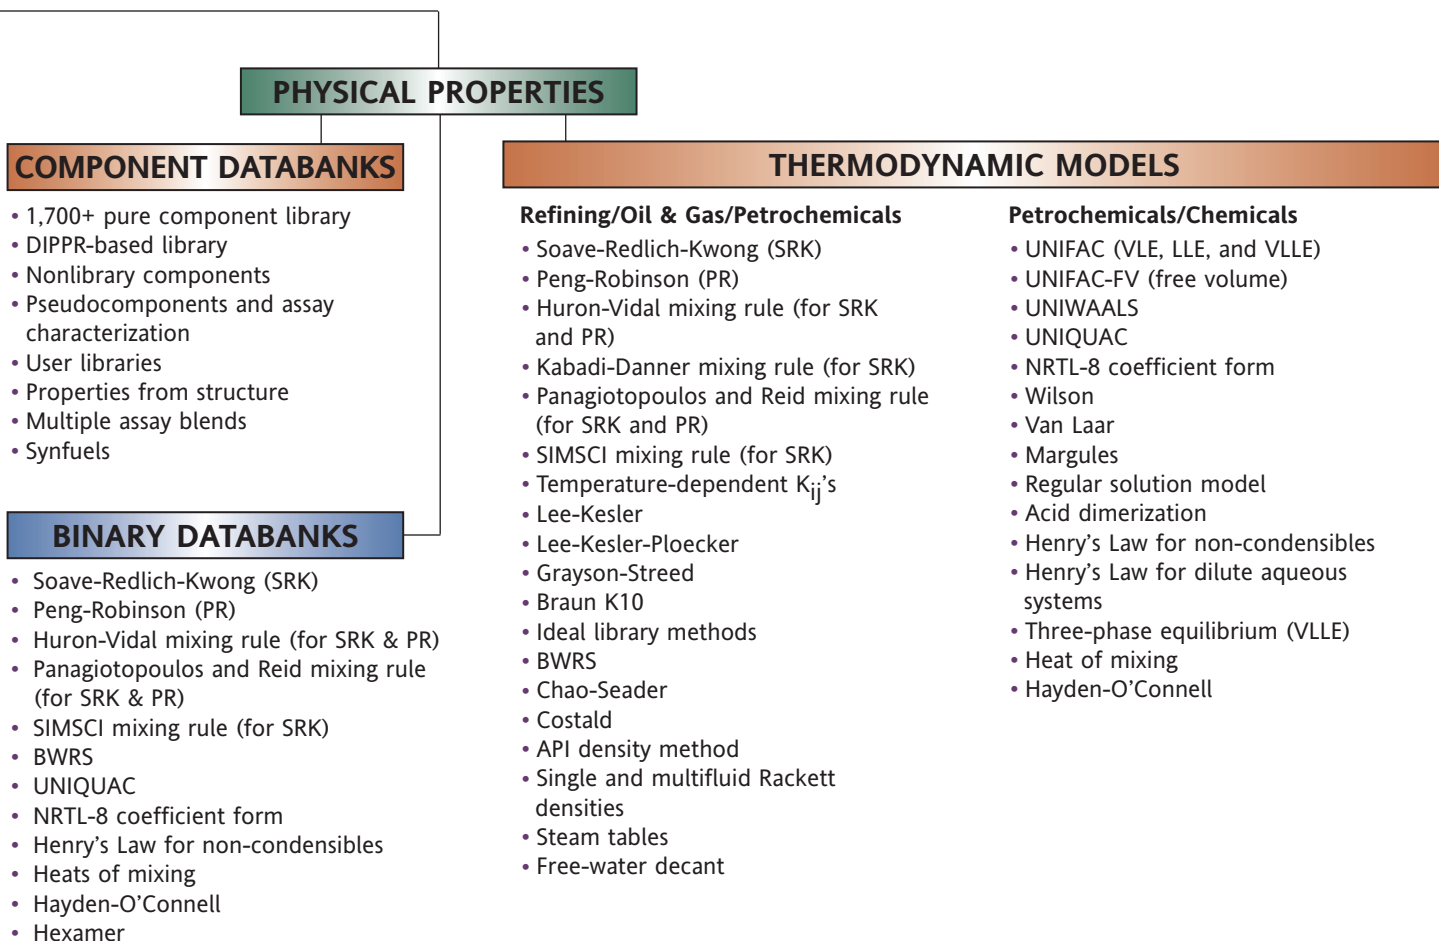 PHYSICAL PROPERTIES
COMPONENT DATABANKS
• 1,700+ pure component library
• DIPPR-based library
• Nonlibrary components
• Pseudocomponents and assay
characterization
• User libraries
• Properties from structure
• Multiple assay blends
• Synfuels
BINARY DATABANKS
• Soave-Redlich-Kwong (SRK)
• Peng-Robinson (PR)
• Huron-Vidal mixing rule (for SRK & PR)
• Panagiotopoulos and Reid mixing rule
(for SRK & PR)
• SIMSCI mixing rule (for SRK)
• BWRS
• UNIQUAC
• NRTL-8 coefficient form
• Henry’s Law for non-condensibles
• Heats of mixing
• Hayden-O’Connell
• Hexamer
THERMODYNAMIC MODELS
Refining/Oil & Gas/Petrochemicals
• Soave-Redlich-Kwong (SRK)
• Peng-Robinson (PR)
• Huron-Vidal mixing rule (for SRK
and PR)
• Kabadi-Danner mixing rule (for SRK)
• Panagiotopoulos and Reid mixing rule
(for SRK and PR)
• SIMSCI mixing rule (for SRK)
• Temperature-dependent Kij’s
• Lee-Kesler
• Lee-Kesler-Ploecker
• Grayson-Streed
• Braun K10
• Ideal library methods
• BWRS
• Chao-Seader
• Costald
• API density method
• Single and multifluid Rackett
densities
• Steam tables
• Free-water decant
Petrochemicals/Chemicals
• UNIFAC (VLE, LLE, and VLLE)
• UNIFAC-FV (free volume)
• UNIWAALS
• UNIQUAC
• NRTL-8 coefficient form
• Wilson
• Van Laar
• Margules
• Regular solution model
• Acid dimerization
• Henry’s Law for non-condensibles
• Henry’s Law for dilute aqueous
systems
• Three-phase equilibrium (VLLE)
• Heat of mixing
• Hayden-O’Connell